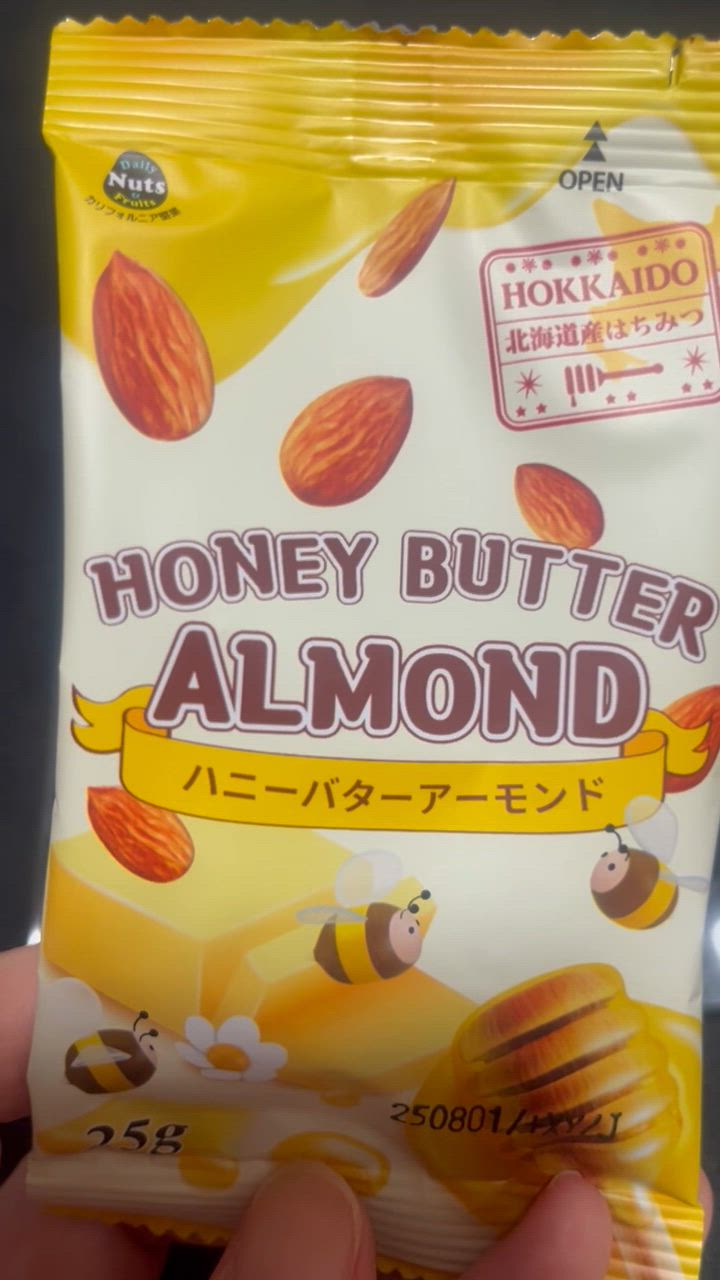 Daily
Nuts
&
Fruits
カリフォルニア堅果
OPEN
HOKKAIDO
北海道産はちみつ
HONEY BUTTER
ALMOND
ハニーバターアーモンド
250801/+XY/J
25g